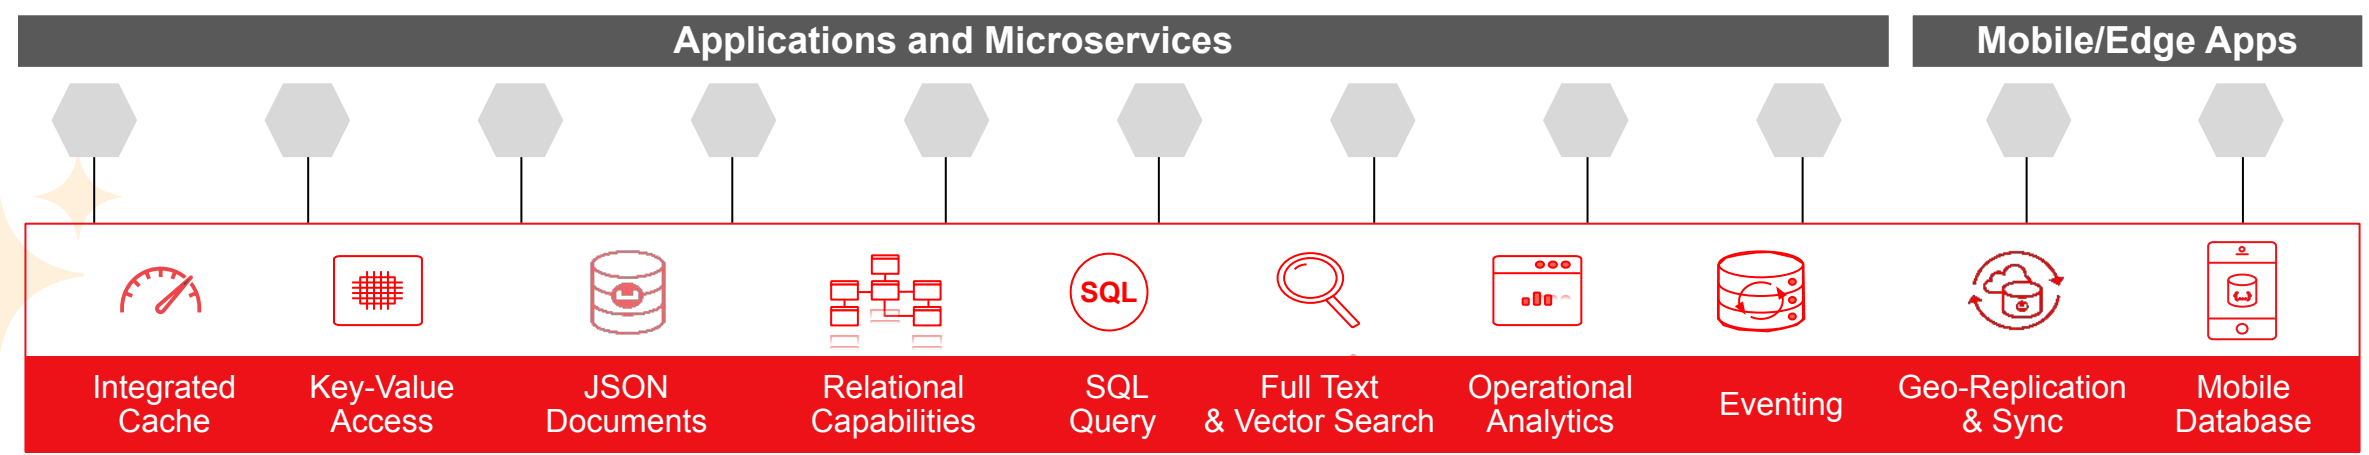 Applications and Microservices
Mobile/Edge Apps
SQL
Integrated
Cache
Key-Value
Access
JSON
Documents
Relational
Capabilities
SQL
Query
Full Text
& Vector Search
Operational
Analytics
Eventing
Geo-Replication
& Sync
Mobile
Database